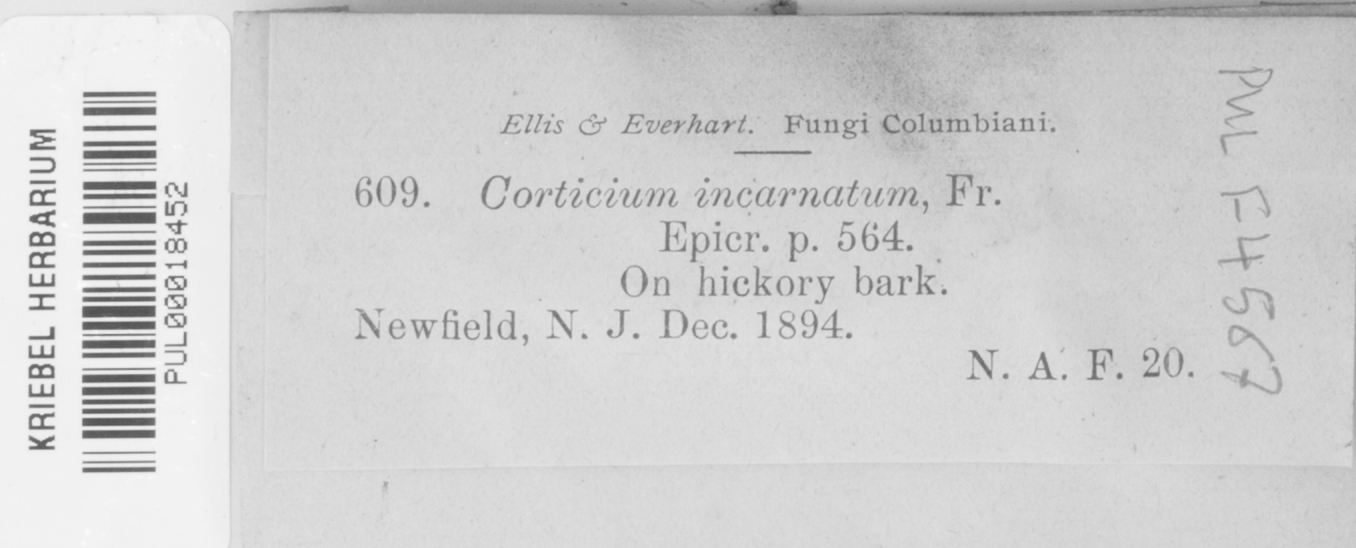 KRIEBEL HERBARIUM
PUL00018452
Ellis & Everhart. Fungi Columbiani.
609. Corticium incarnatum, Fr.
Epicr. p. 564.
On hickory bark.
Newfield, N. J. Dec. 1894.
N. A. F. 20.
PUL F4567